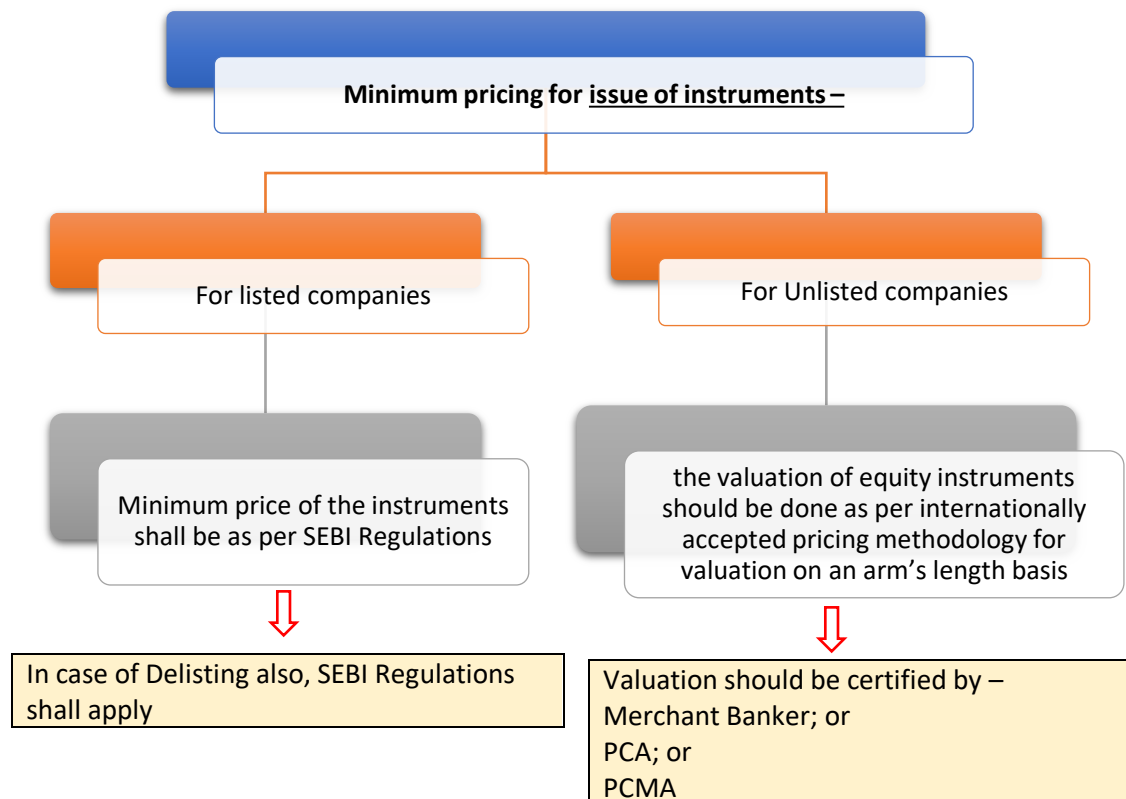 Minimum pricing for issue of instruments –
For listed companies
For Unlisted companies
Minimum price of the instruments
shall be as per SEBI Regulations
the valuation of equity instruments
should be done as per internationally
accepted pricing methodology for
valuation on an arm's length basis
In case of Delisting also, SEBI Regulations
shall apply
Valuation should be certified by –
Merchant Banker; or
PCA; or
PCMA